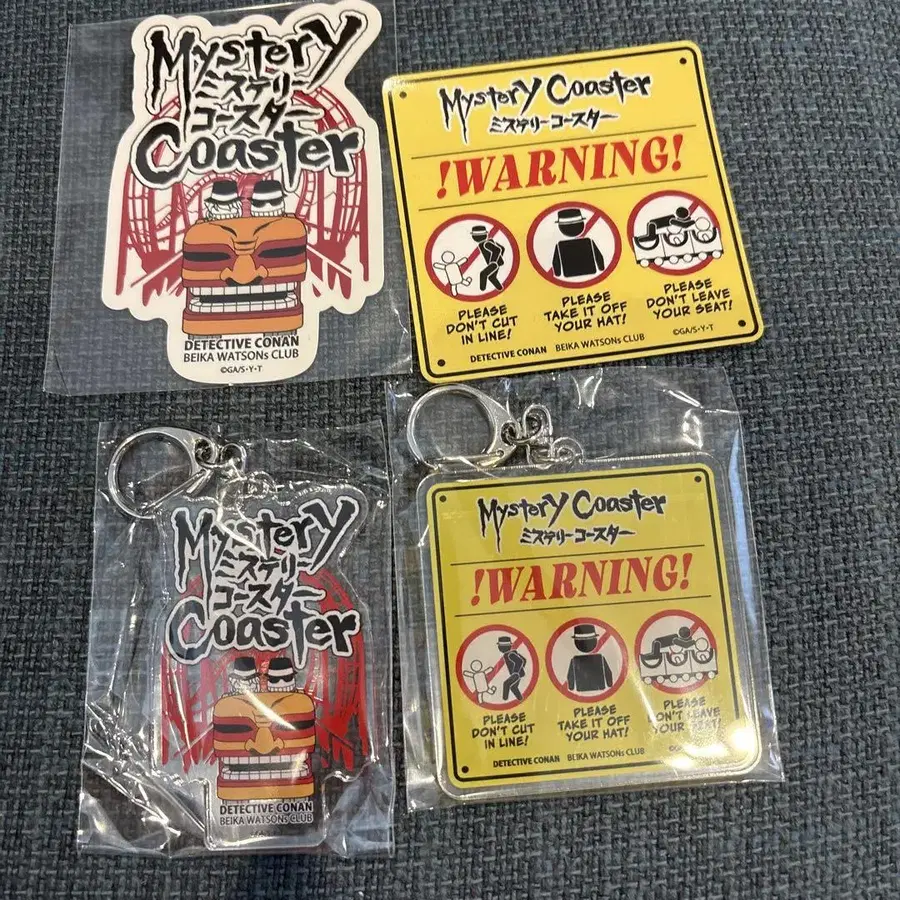 Mystery
ミステリー
コースター
Coaster
DETECTIVE CONAN
BEIKA WATSONs CLUB
©GA/S・Y・T
Mystery Coaster
ミステリーコースター
!WARNING!
PLEASE
DON'T CUT
IN LINE!
PLEASE
TAKE IT OFF
YOUR HAT!
PLEASE
DON'T LEAVE
YOUR SEAT!
DETECTIVE CONAN BEIKA WATSONs CLUB
©GA/S・Y・T
Mystery
ミステリー
コースター
Coaster
DETECTIVE CONAN
BEIKA WATSONs CLUB
Mystery Coaster
ミステリーコースター
!WARNING!
PLEASE
DON'T CUT
IN LINE!
PLEASE
TAKE IT OFF
YOUR HAT!
PLEASE
DON'T LEAVE
YOUR SEAT!
DETECTIVE CONAN BEIKA WATSONs CLUB